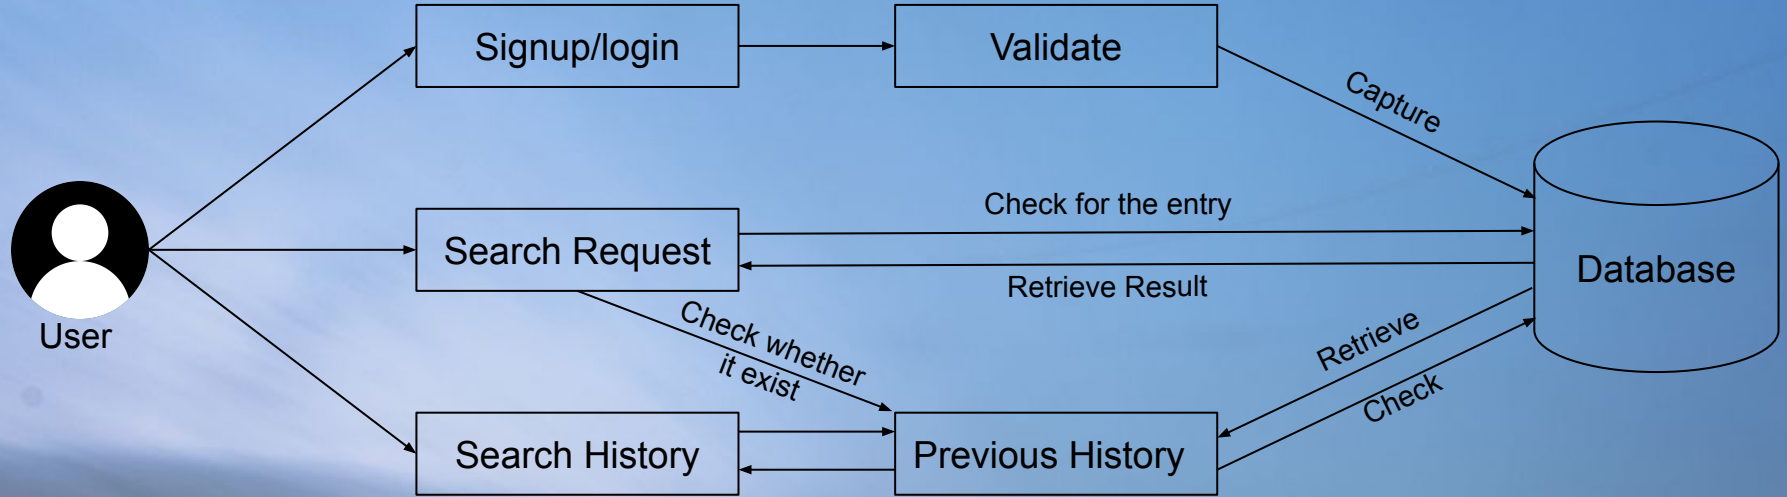 Signup/login
Validate
Capture
Check for the entry
Search Request
Retrieve Result
Database
User
Check whether
it exist
Retrieve
Check
Search History
Previous History